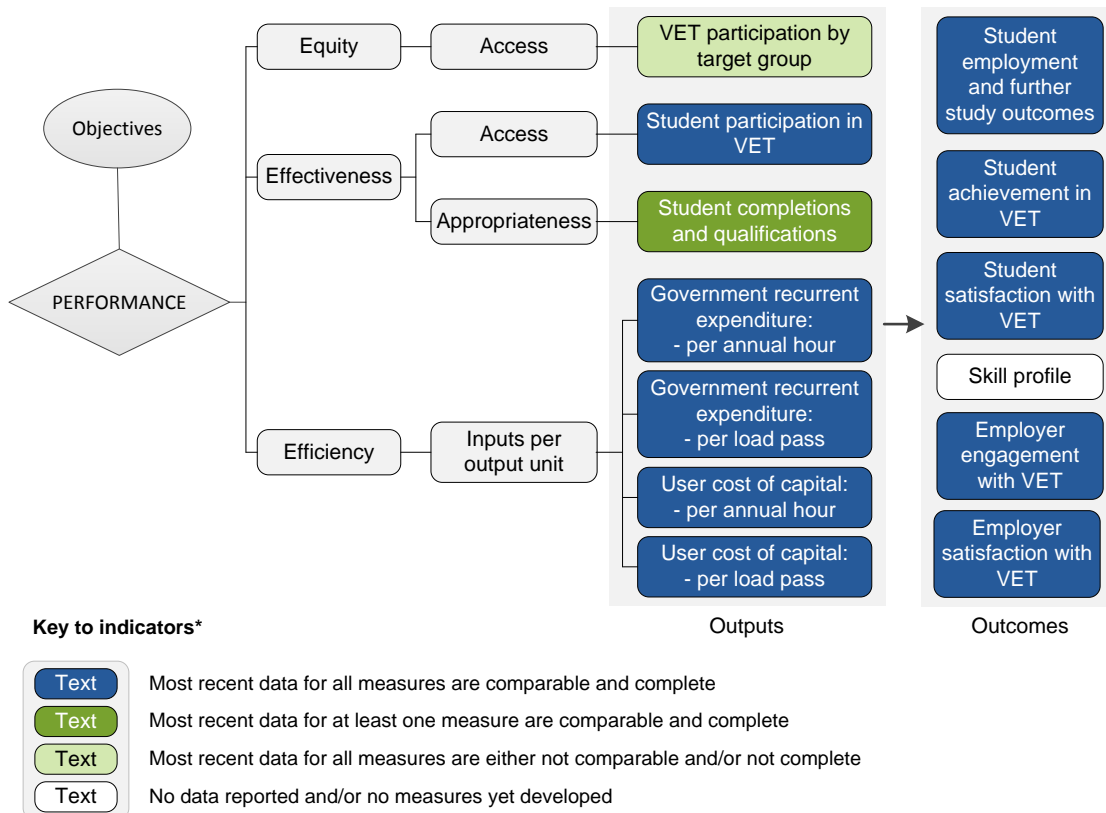 Objectives
PERFORMANCE
Equity
Access
VET participation by
target group
Effectiveness
Access
Student participation in
VET
Appropriateness
Student completions
and qualifications
Efficiency
Inputs per
output unit
Government recurrent
expenditure:
- per annual hour
Government recurrent
expenditure:
- per load pass
User cost of capital:
- per annual hour
User cost of capital:
- per load pass
Outputs
Student
employment
and further
study outcomes
Student
achievement in
VET
Student
satisfaction with
VET
Skill profile
Employer
engagement
with VET
Employer
satisfaction with
VET
Outcomes
Key to indicators*
Text Most recent data for all measures are comparable and complete
Text Most recent data for at least one measure are comparable and complete
Text Most recent data for all measures are either not comparable and/or not complete
Text No data reported and/or no measures yet developed